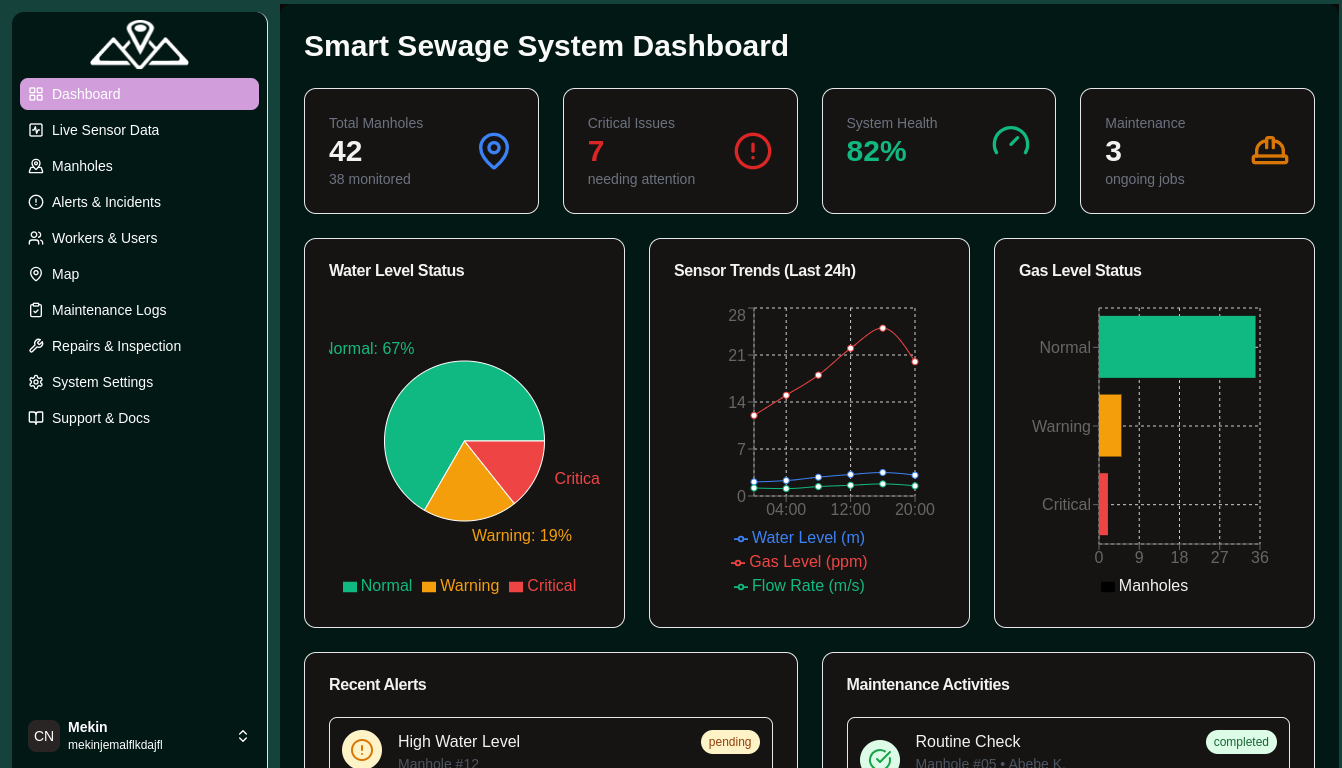 Smart Sewage System Dashboard
Dashboard
Live Sensor Data
Manholes
Alerts & Incidents
Workers & Users
Map
Maintenance Logs
Repairs & Inspection
System Settings
Support & Docs
CN
Mekin
mekinjemalflkdajfl
Total Manholes
42
38 monitored
Critical Issues
7
needing attention
System Health
82%
Maintenance
3
ongoing jobs
Water Level Status
Normal: 67%
Critica
Warning: 19%
Normal Warning Critical
Sensor Trends (Last 24h)
28
21
14
7
0
04:00 12:00 20:00
Water Level (m)
Gas Level (ppm)
Flow Rate (m/s)
Gas Level Status
Normal
Warning
Critical
0 9 18 27 36
Manholes
Recent Alerts
High Water Level
pending
Manhole #12
Maintenance Activities
Routine Check
completed
Manhole #05 • Abebe K.